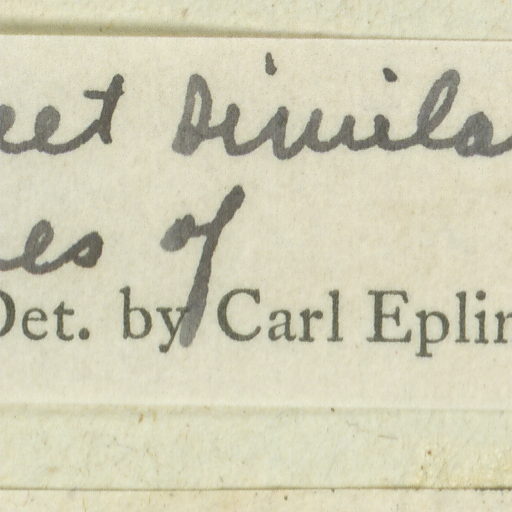 eet simila
es of
Det. by Carl Eplin